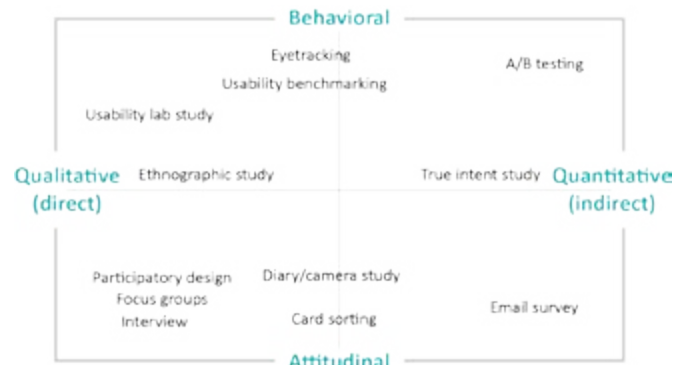 Behavioral
Eyetracking
A/B testing
Usability benchmarking
Usability lab study
Qualitative
(direct)
Ethnographic study
True intent study
Quantitative
(indirect)
Participatory design
Focus groups
Interview
Diary/camera study
Card sorting
Email survey
Attitudinal